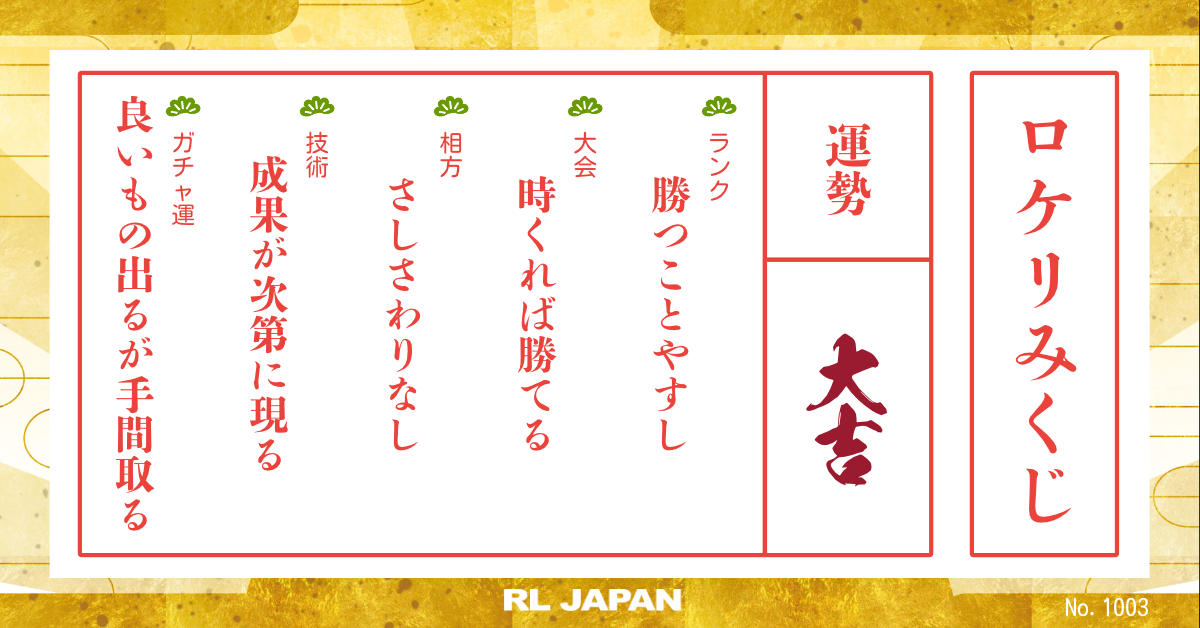 ロケリみくじ
運勢
大吉
ランク
勝つことやすし
大会
時くれば勝てる
相方
さしさわりなし
技術
成果が次第に現る
ガチャ運
良いもの出るが手間取る
RL JAPAN
No. 1003